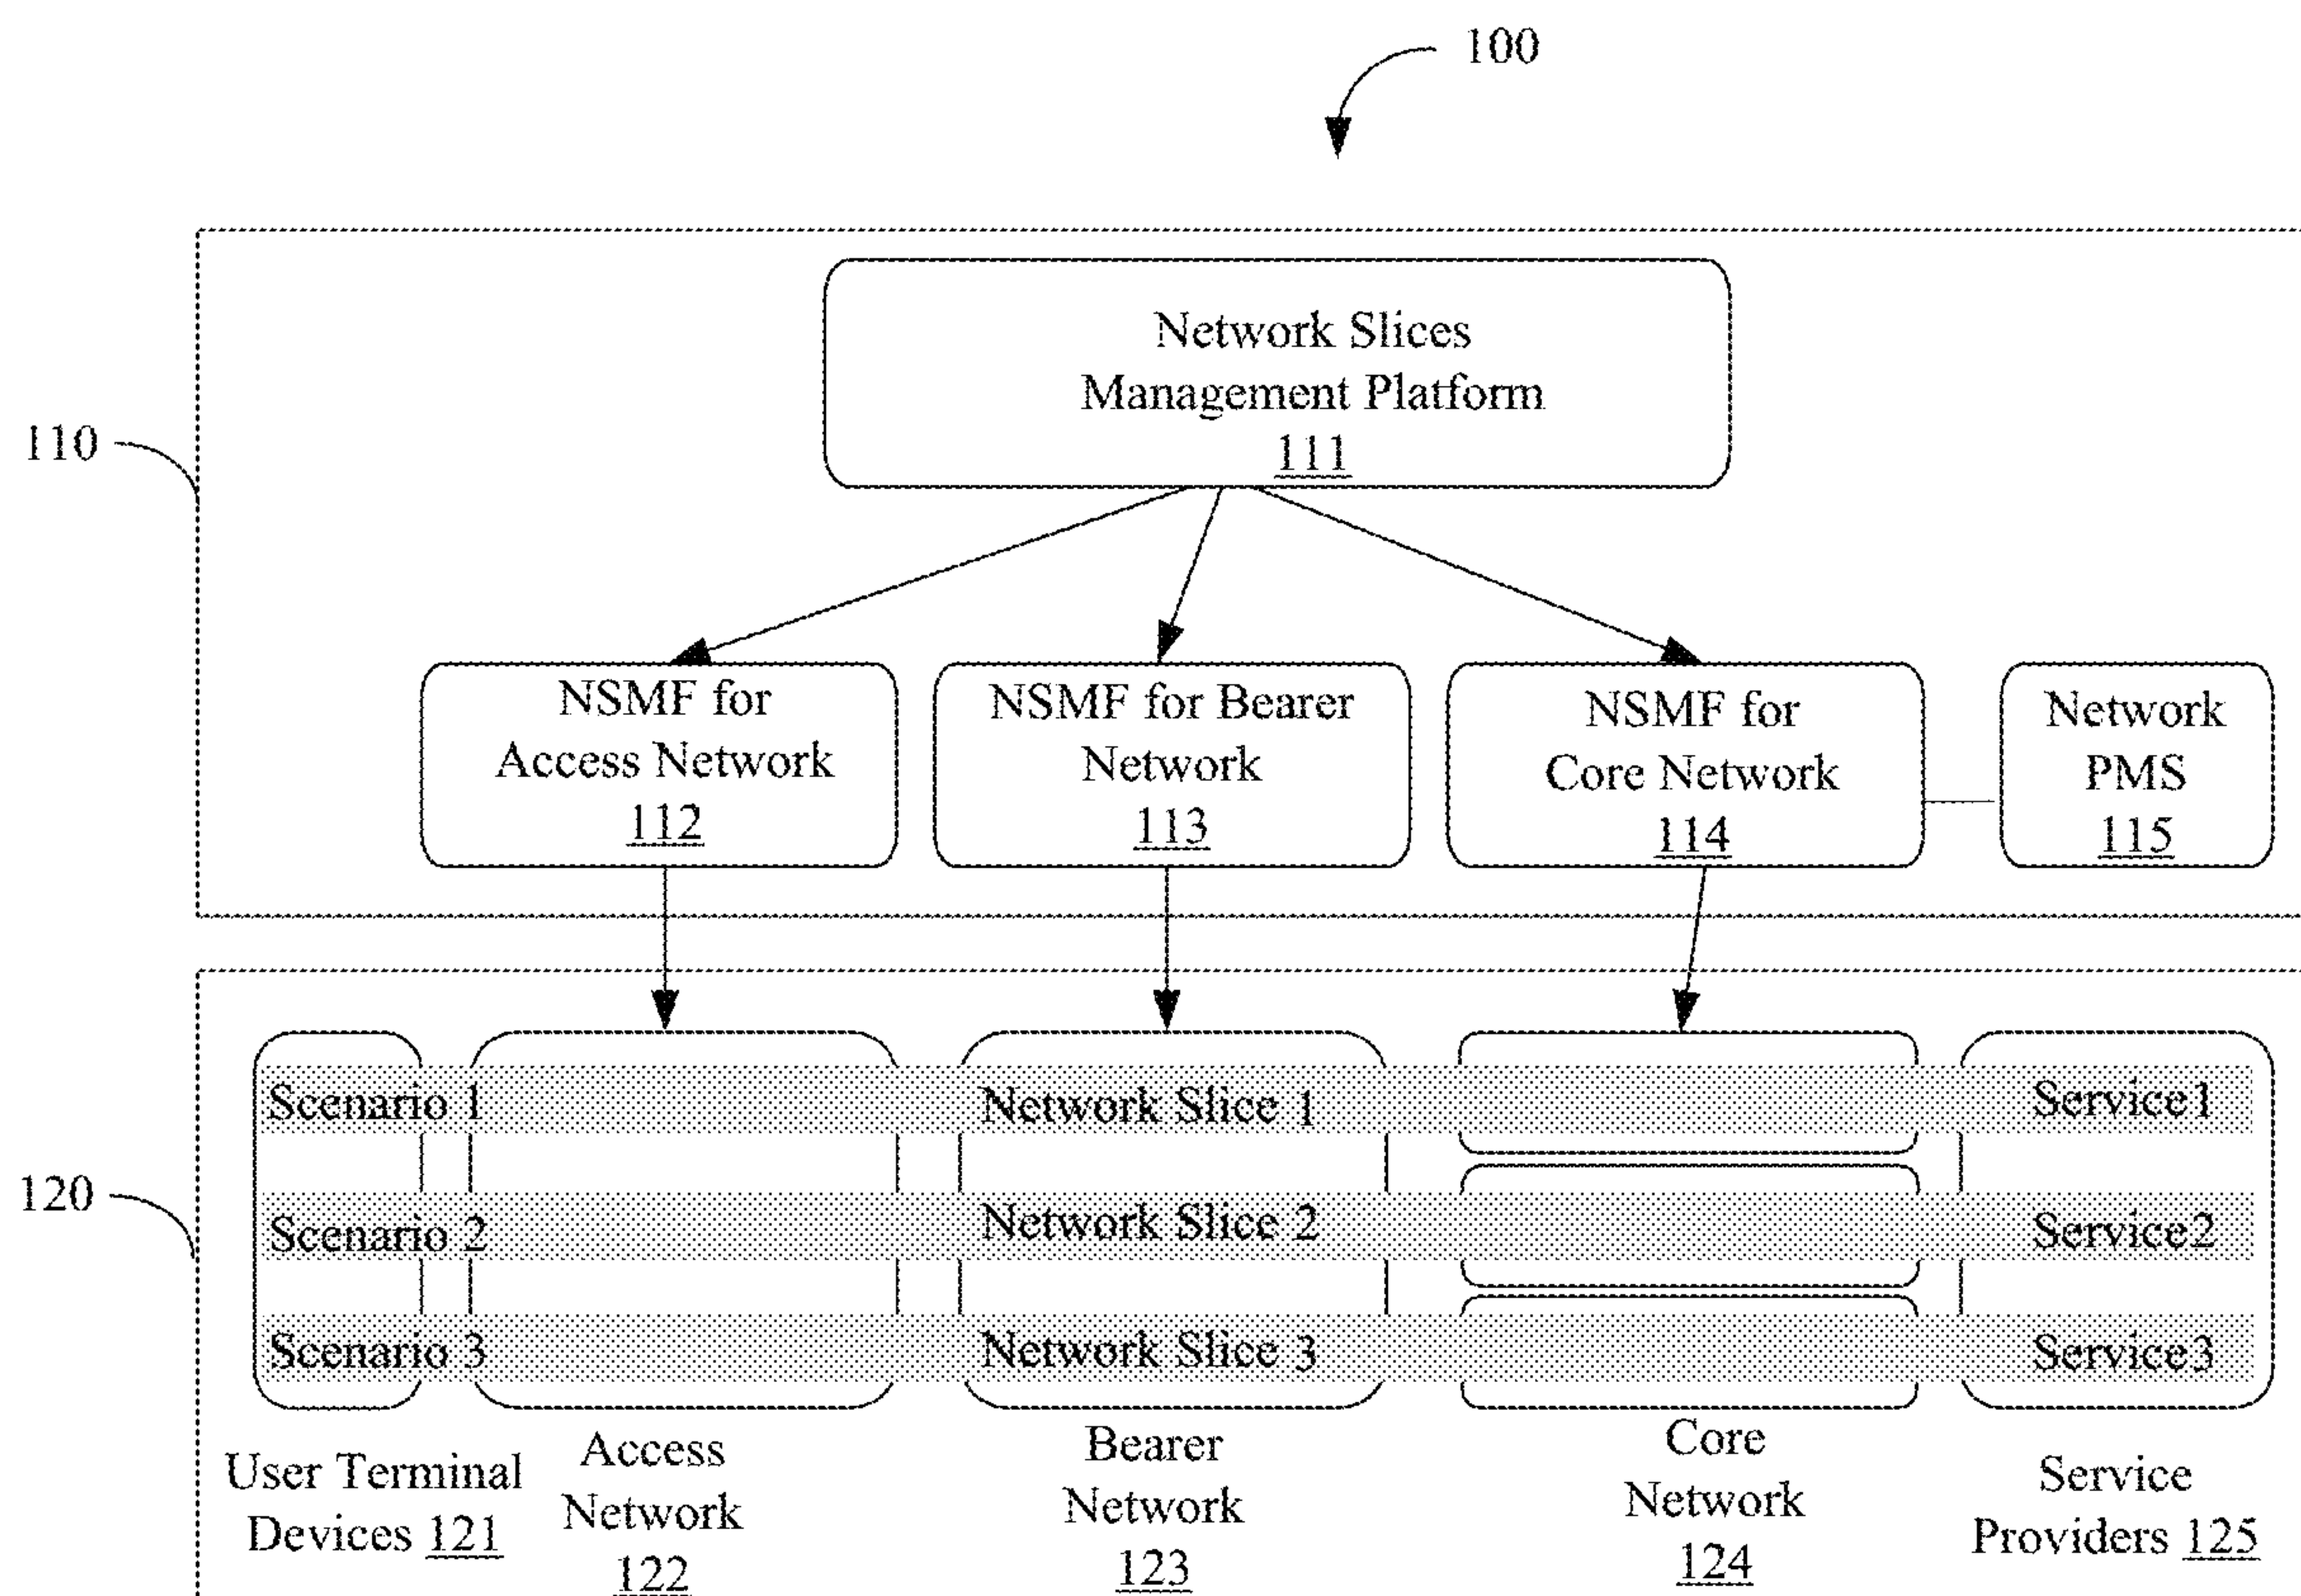 100
Network Slices
Management Platform
111
110
NSMF for
Access Network
112
NSMF for Bearer
Network
113
NSMF for
Core Network
114
Network
PMS
115
120
Scenario 1
Network Slice 1
Service1
Scenario 2
Network Slice 2
Service2
Scenario 3
Network Slice 3
Service3
User Terminal
Devices 121
Access
Network
122
Bearer
Network
123
Core
Network
124
Service
Providers 125